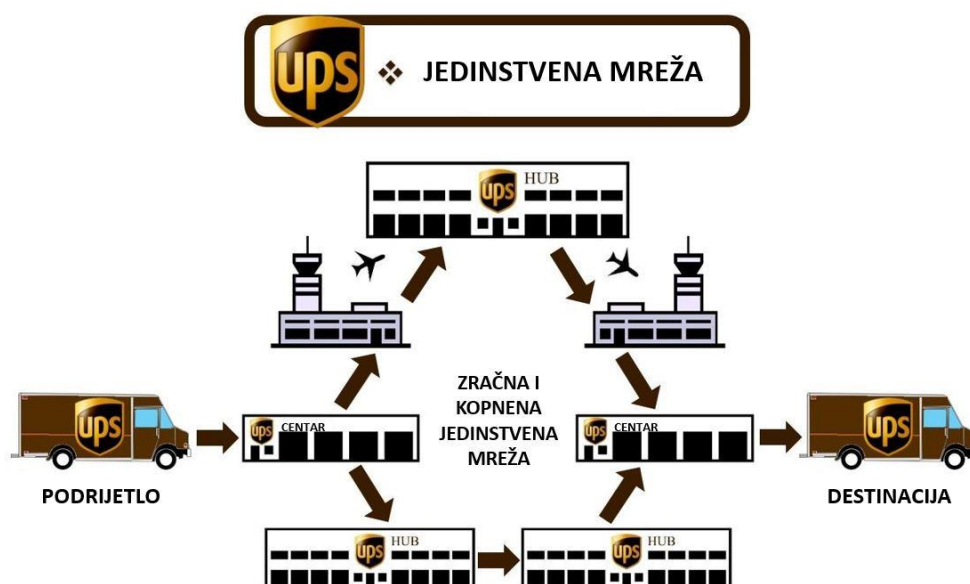 ups JEDINSTVENA MREŽA
ups HUB
ZRAČNA I
KOPNENA
JEDINSTVENA
MREŽA
ups
PODRIJETLO
ups CENTAR
ups CENTAR
ups
DESTINACIJA
ups HUB
ups HUB